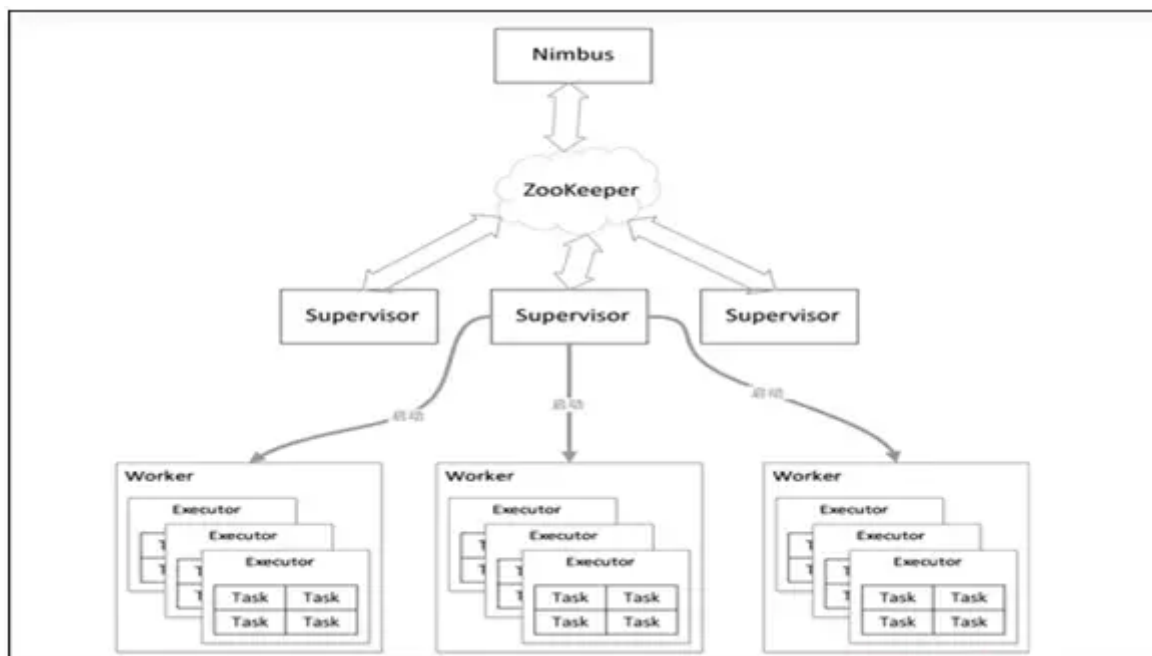 Nimbus
ZooKeeper
Supervisor Supervisor Supervisor
启动 启动 启动
Worker Worker Worker
Executor Executor Executor
Executor Executor Executor
Executor Executor Executor
Task Task Task Task Task Task
Task Task Task Task Task Task